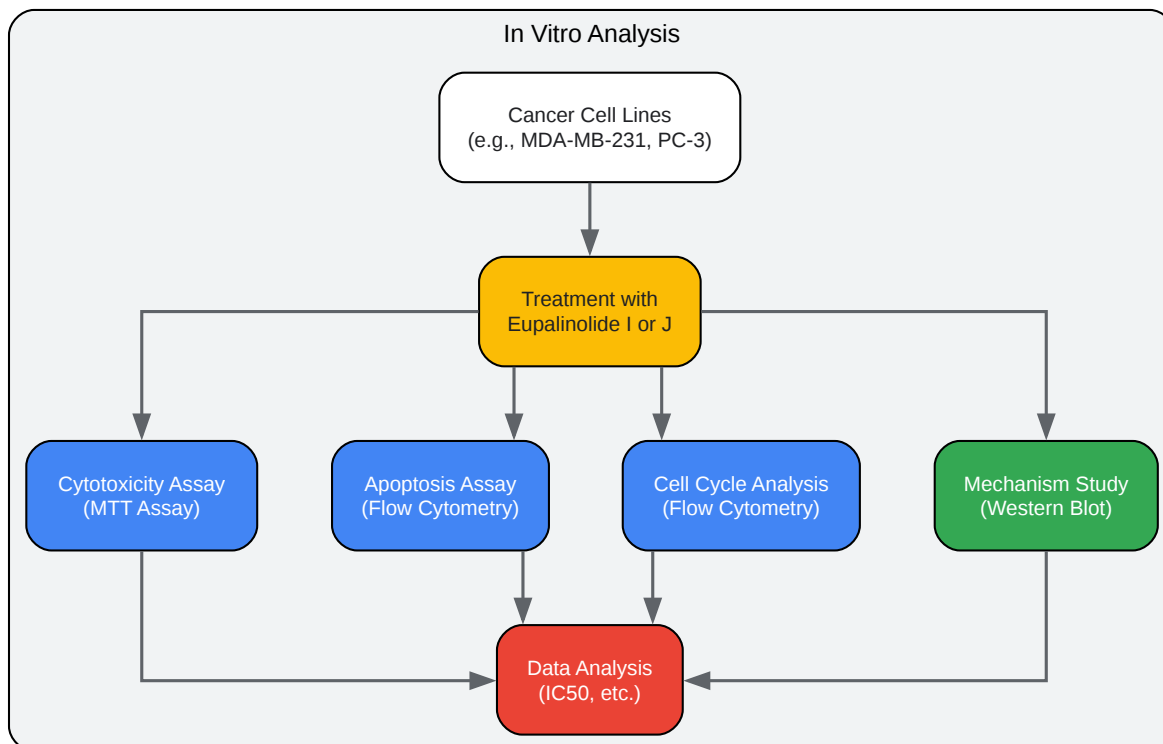 In Vitro Analysis
Cancer Cell Lines
(e.g., MDA-MB-231, PC-3)
Treatment with
Eupalinolide I or J
Cytotoxicity Assay
(MTT Assay)
Apoptosis Assay
(Flow Cytometry)
Cell Cycle Analysis
(Flow Cytometry)
Mechanism Study
(Western Blot)
Data Analysis
(IC50, etc.)